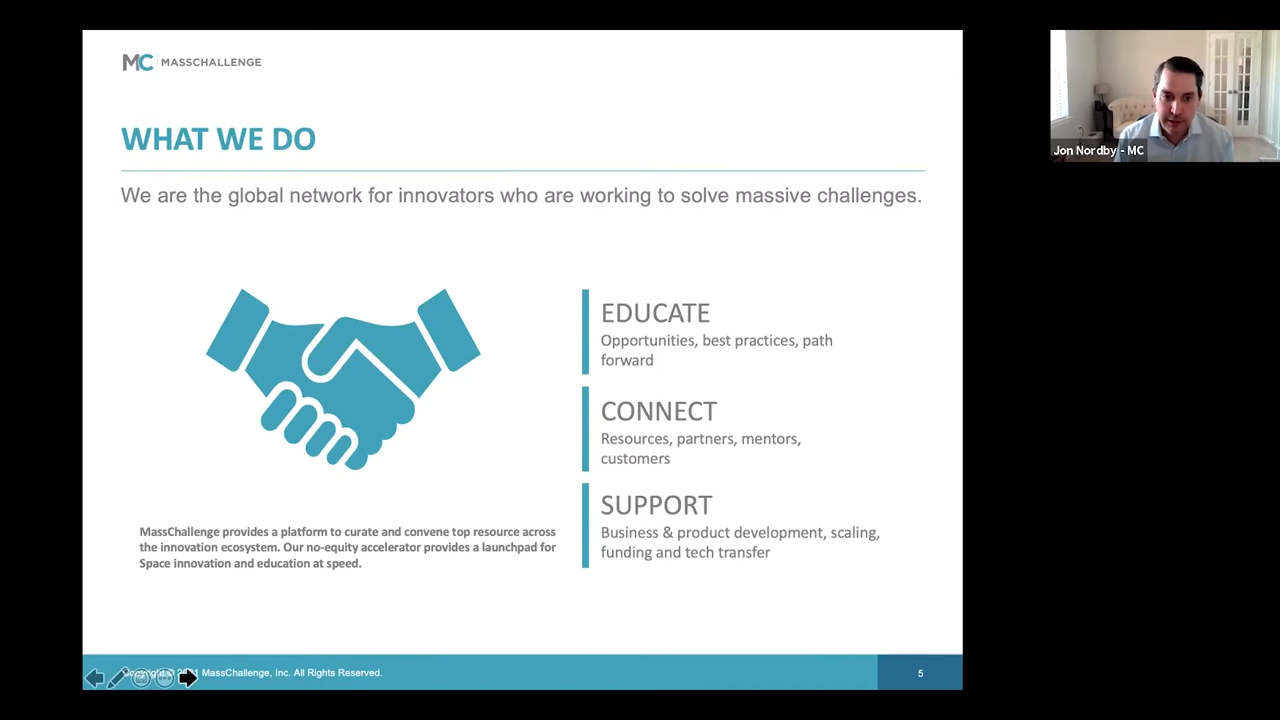 MC MASSCHALLENGE
WHAT WE DO
We are the global network for innovators who are working to solve massive challenges.
EDUCATE
Opportunities, best practices, path
forward
CONNECT
Resources, partners, mentors,
customers
SUPPORT
Business & product development, scaling,
funding and tech transfer
MassChallenge provides a platform to curate and convene top resource across
the innovation ecosystem. Our no-equity accelerator provides a launchpad for
Space innovation and education at speed.
MassChallenge, Inc. All Rights Reserved.
5
Jon Nordby - MC